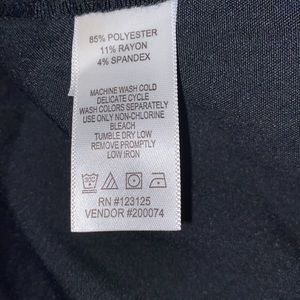 85% POLYESTER
11% RAYON
4% SPANDEX
MACHINE WASH COLD
DELICATE CYCLE
WASH COLORS SEPARATELY
USE ONLY NON-CHLORINE
BLEACH
TUMBLE DRY LOW
REMOVE PROMPTLY
LOW IRON
RN #123125
VENDOR #200074